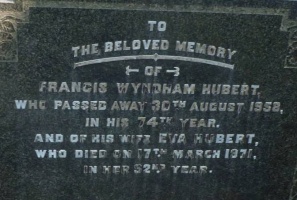 TO
THE BELOVED MEMORY
OF
FRANCIS WYNDHAM HUBERT,
WHO PASSED AWAY 30TH AUGUST 1958,
IN HIS 74TH YEAR.
AND OF HIS WIFE EVA HUBERT,
WHO DIED ON 17TH MARCH 1971,
IN HER 82ND YEAR.